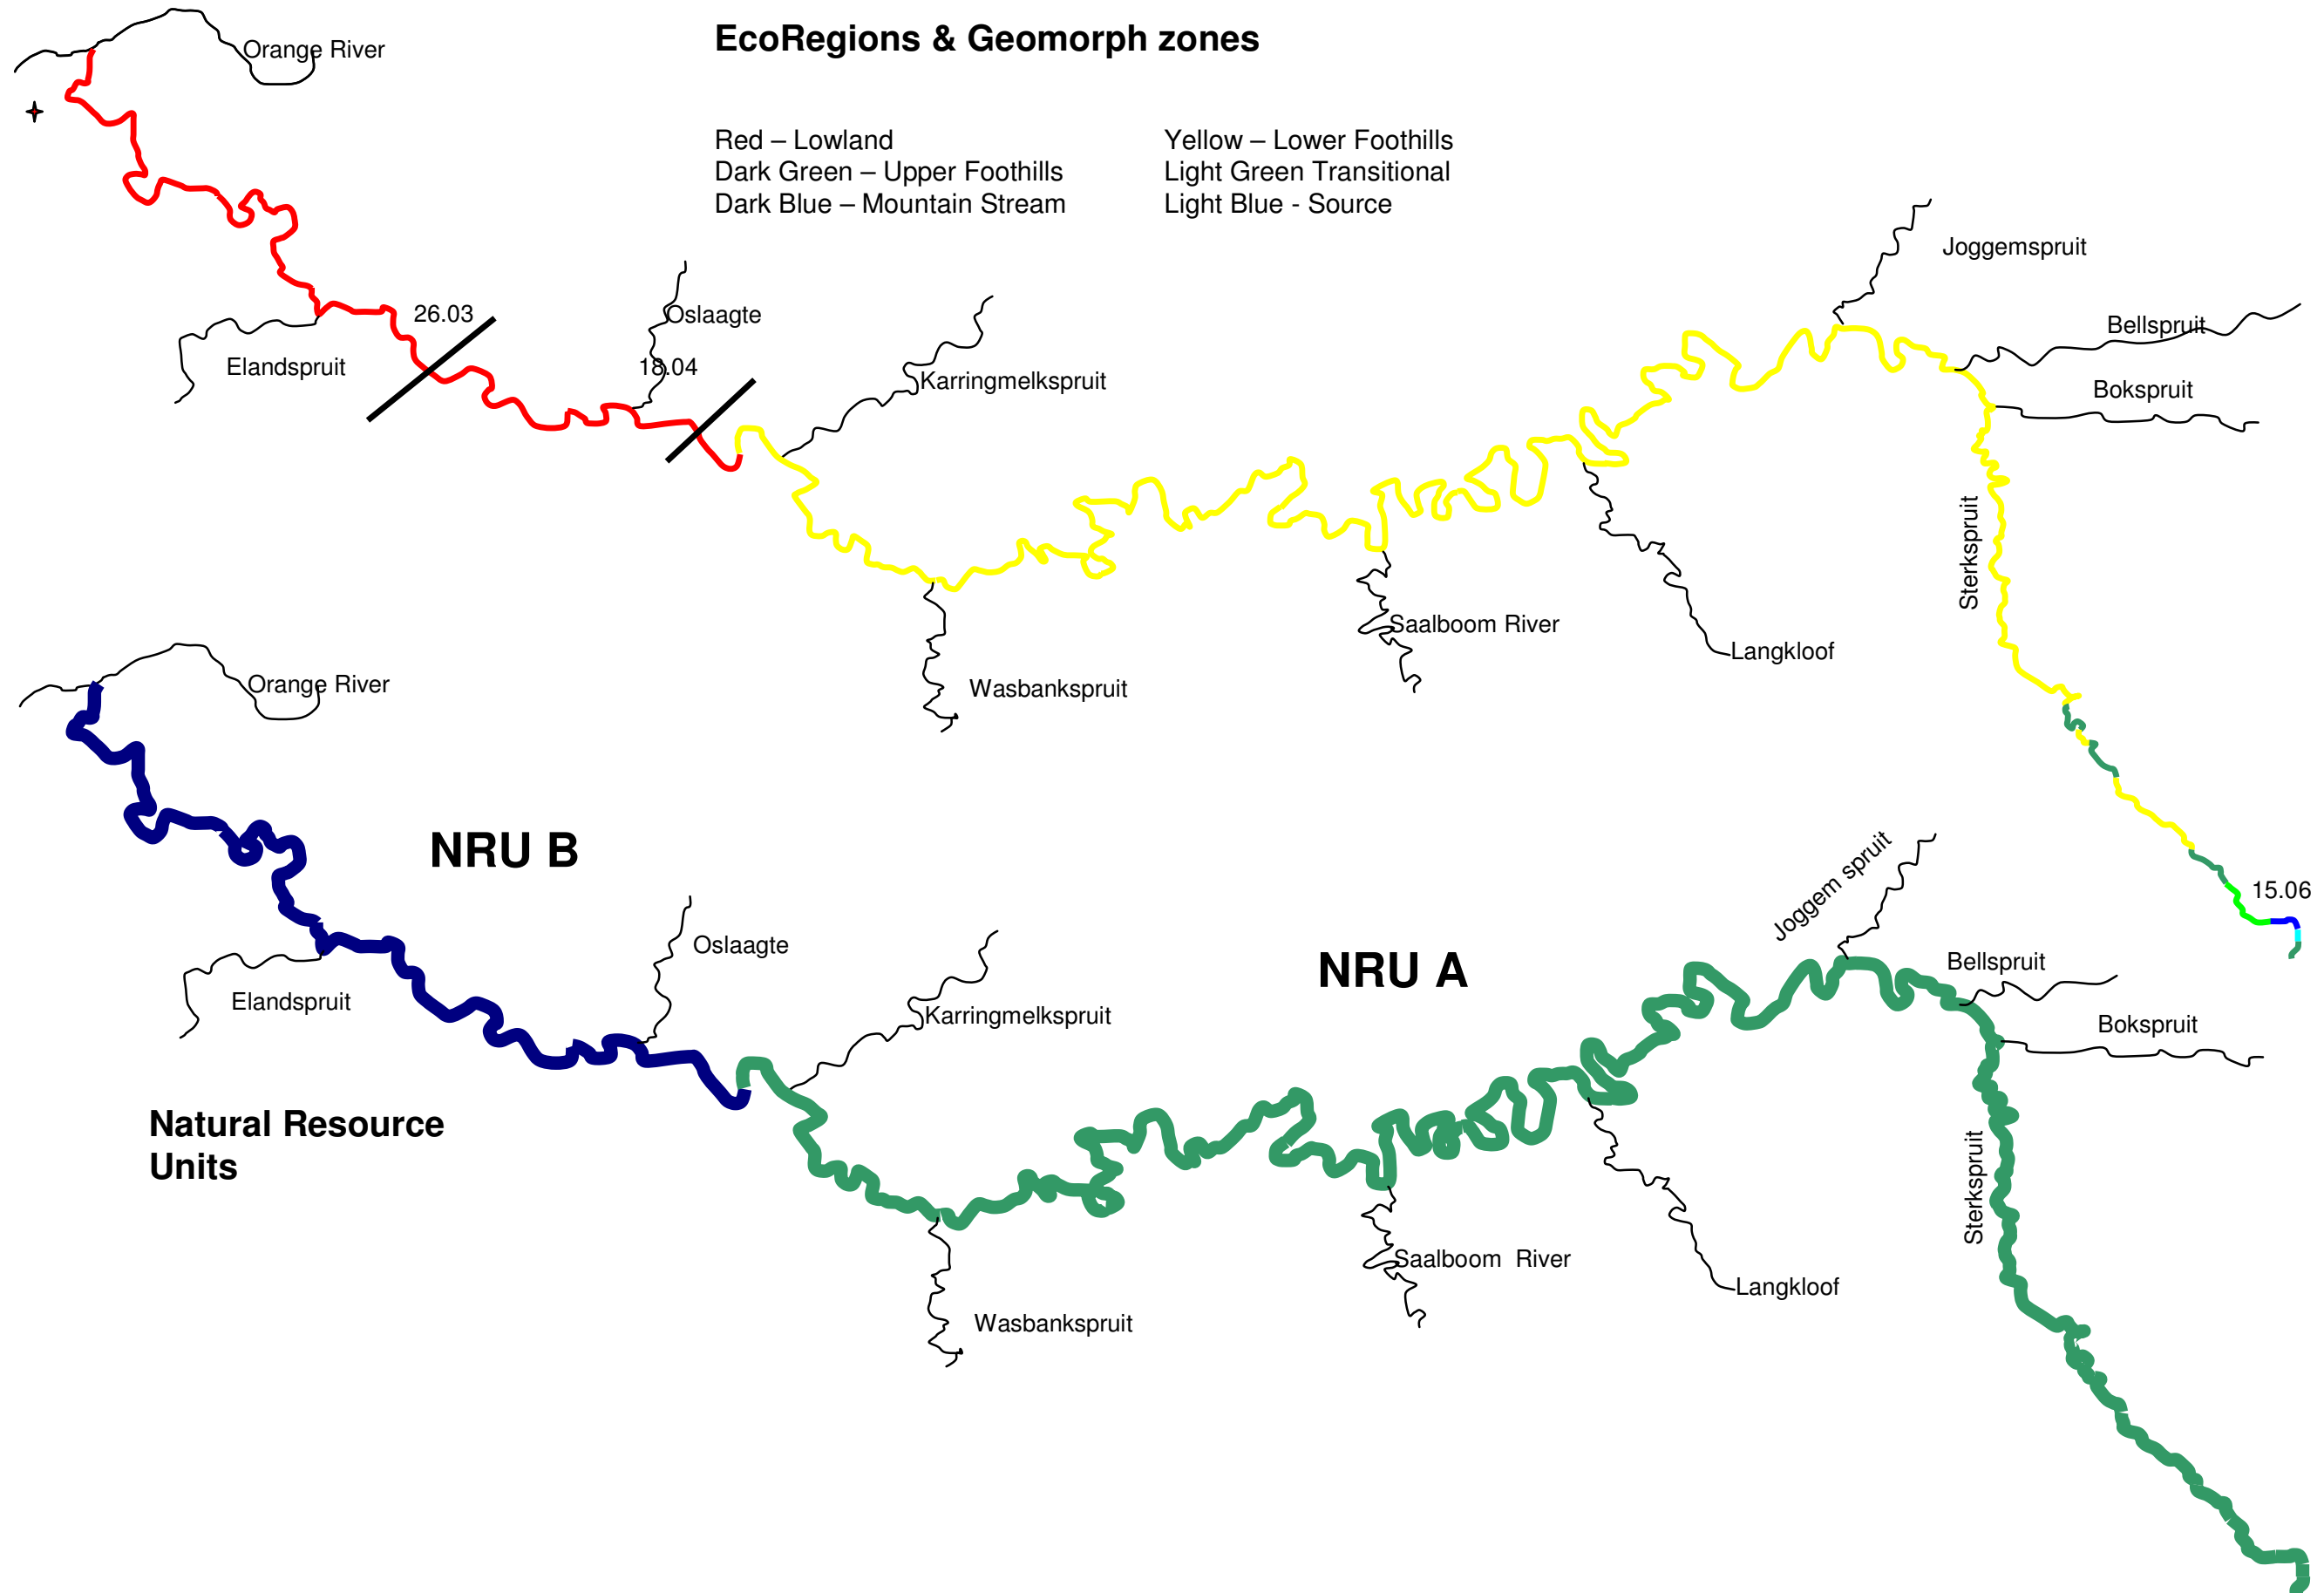 EcoRegions & Geomorph zones
Orange River
Red – Lowland
Dark Green – Upper Foothills
Dark Blue – Mountain Stream
Yellow – Lower Foothills
Light Green Transitional
Light Blue - Source
Joggemspruit
26.03
Oslaagte
Bellspruit
Elandspruit
18.04
Karringmelkspruit
Bokspruit
Sterkspruit
Saalboom River
Langkloof
Wasbankspruit
15.06
Orange River
NRU B
Joggem spruit
Oslaagte
NRU A
Bellspruit
Elandspruit
Karringmelkspruit
Bokspruit
Natural Resource
Units
Sterkspruit
Saalboom  River
Langkloof
Wasbankspruit